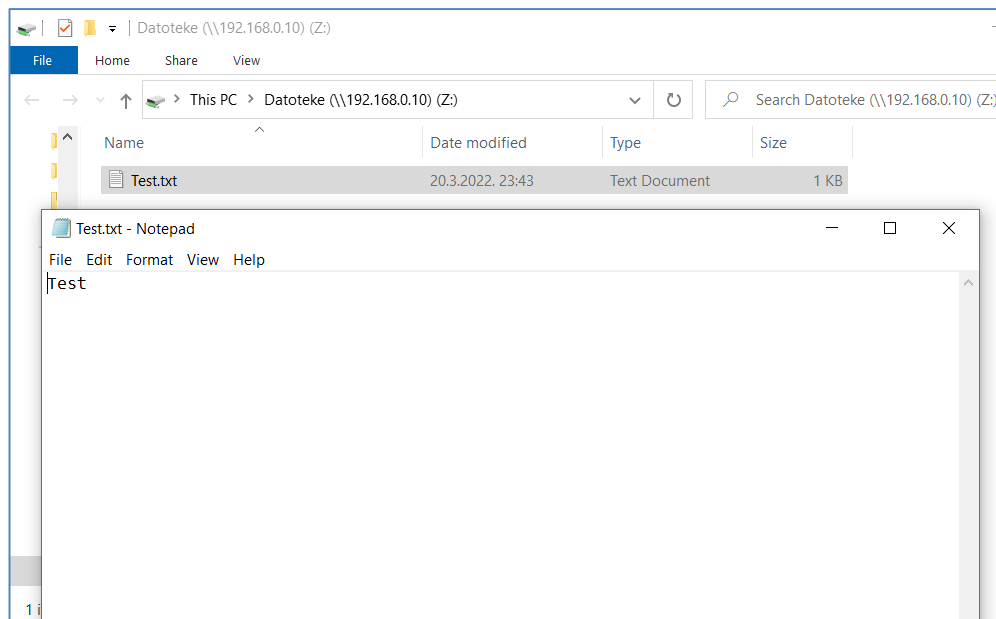 Datoteke (\\192.168.0.10) (Z:)
File Home Share View
This PC Datoteke (\\192.168.0.10) (Z:) Search Datoteke (\\192.168.0.10) (Z:)
Name Date modified Type Size
Test.txt 20.3.2022. 23:43 Text Document 1 KB
Test.txt - Notepad
File Edit Format View Help
Test
1 i